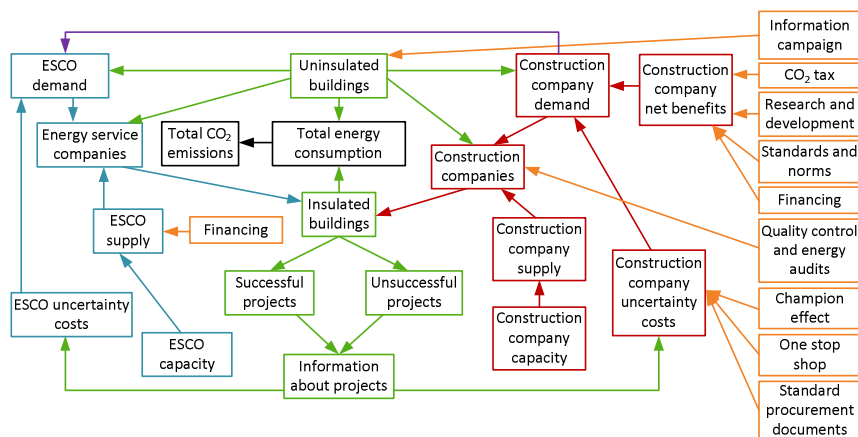 Information
campaign
ESCO
demand
Uninsulated
buildings
Construction
company
demand
Construction
company
net benefits
CO₂ tax
Research and
development
Energy service
companies
Total CO₂
emissions
Total energy
consumption
Construction
companies
Standards and
norms
Financing
Insulated
buildings
ESCO
supply
Financing
Construction
company
supply
Quality control
and energy
audits
Construction
company
uncertainty
costs
Successful
projects
Unsuccessful
projects
ESCO uncertainty
costs
ESCO
capacity
Construction
company
capacity
Champion
effect
One stop
shop
Information
about projects
Standard
procurement
documents